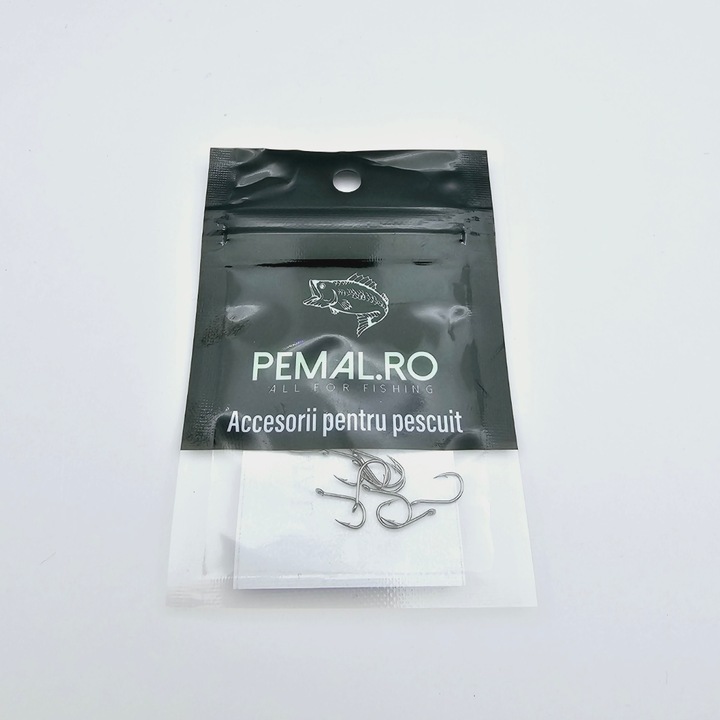 PEMAL.RO
ALL FOR FISHING
Accesorii pentru pescuit